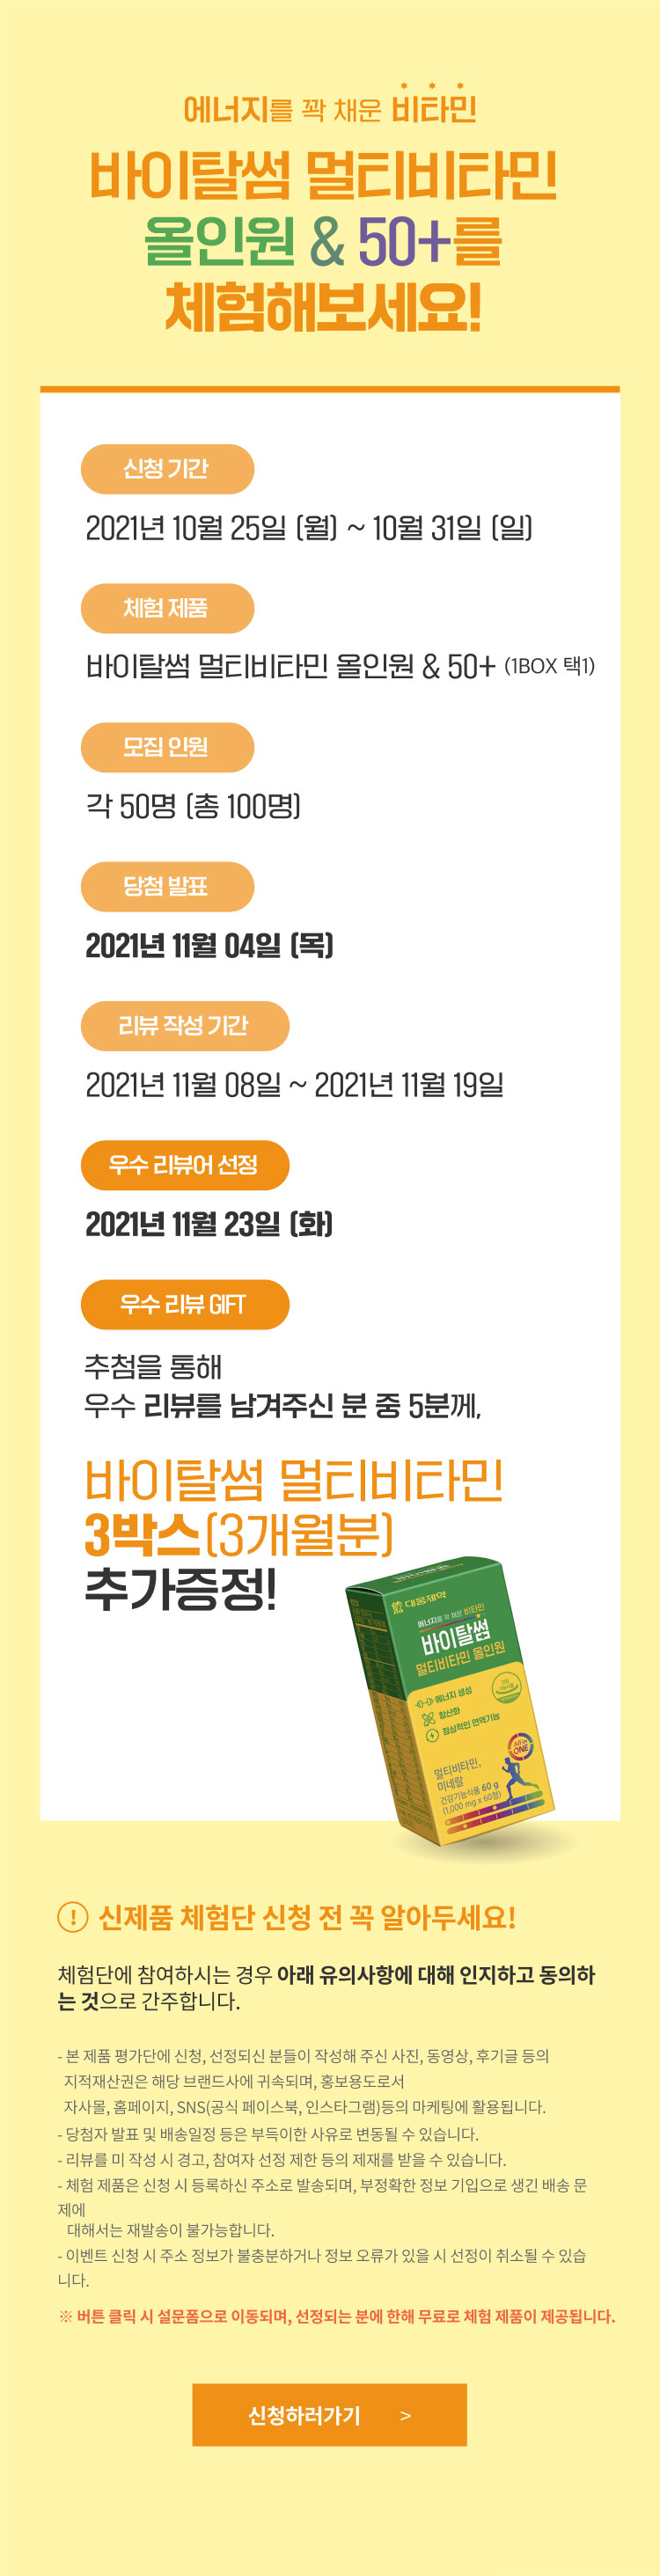 에너지를 꽉 채운 비타민
바이탈썸 멀티비타민
올인원 & 50+를
체험해보세요!
신청 기간
2021년 10월 25일 (월) ~ 10월 31일 (일)
체험 제품
바이탈썸 멀티비타민 올인원 & 50+ (1BOX 택1)
모집 인원
각 50명 (총 100명)
당첨 발표
2021년 11월 04일 (목)
리뷰 작성 기간
2021년 11월 08일 ~ 2021년 11월 19일
우수 리뷰어 선정
2021년 11월 23일 (화)
우수 리뷰 GIFT
추첨을 통해
우수 리뷰를 남겨주신 분 중 5분께,
바이탈썸 멀티비타민
3박스(3개월분)
추가증정!
대웅제약
에너지를 꽉 채운 비타민
바이탈썸
멀티비타민 올인원
에너지 생성
항산화
정상적인 면역기능
All in
ONE
멀티비타민,
미네랄
건강기능식품 60 g
(1,000 mg x 60정)
! 신제품 체험단 신청 전 꼭 알아두세요!
체험단에 참여하시는 경우 아래 유의사항에 대해 인지하고 동의하
는 것으로 간주합니다.
- 본 제품 평가단에 신청, 선정되신 분들이 작성해 주신 사진, 동영상, 후기글 등의
지적재산권은 해당 브랜드사에 귀속되며, 홍보용도로서
자사몰, 홈페이지, SNS(공식 페이스북, 인스타그램)등의 마케팅에 활용됩니다.
- 당첨자 발표 및 배송일정 등은 부득이한 사유로 변동될 수 있습니다.
- 리뷰를 미 작성 시 경고, 참여자 선정 제한 등의 제재를 받을 수 있습니다.
- 체험 제품은 신청 시 등록하신 주소로 발송되며, 부정확한 정보 기입으로 생긴 배송 문
제에
대해서는 재발송이 불가능합니다.
- 이벤트 신청 시 주소 정보가 불충분하거나 정보 오류가 있을 시 선정이 취소될 수 있습
니다.
※ 버튼 클릭 시 설문폼으로 이동되며, 선정되는 분에 한해 무료로 체험 제품이 제공됩니다.
신청하러가기 >